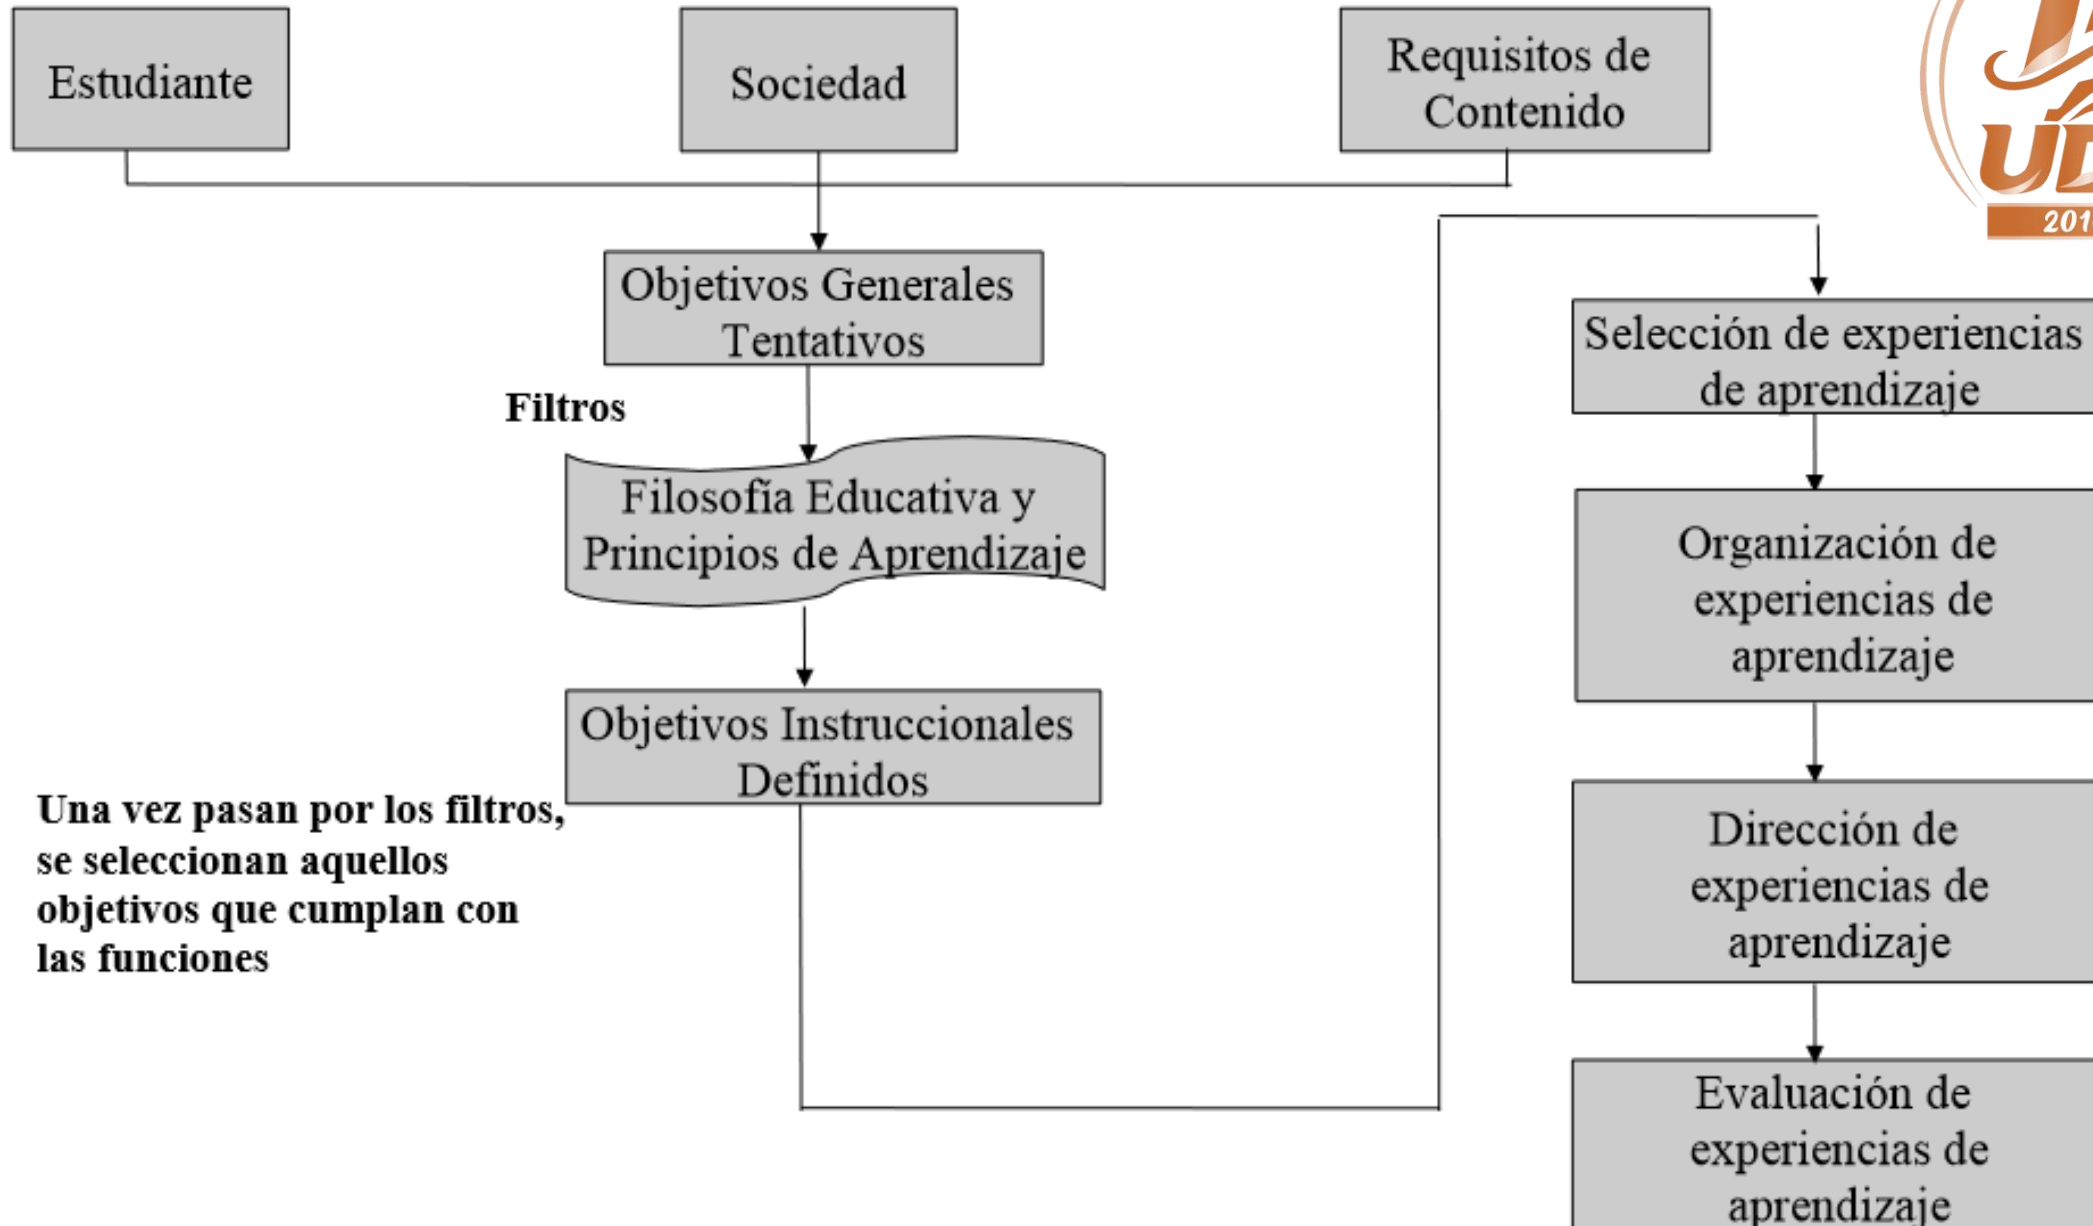 Estudiante
Sociedad
Requisitos de
Contenido
Objetivos Generales
Tentativos
Filtros
Filosofía Educativa y
Principios de Aprendizaje
Objetivos Instruccionales
Definidos
Una vez pasan por los filtros,
se seleccionan aquellos
objetivos que cumplan con
las funciones
Selección de experiencias
de aprendizaje
Organización de
experiencias de
aprendizaje
Dirección de
experiencias de
aprendizaje
Evaluación de
experiencias de
aprendizaje